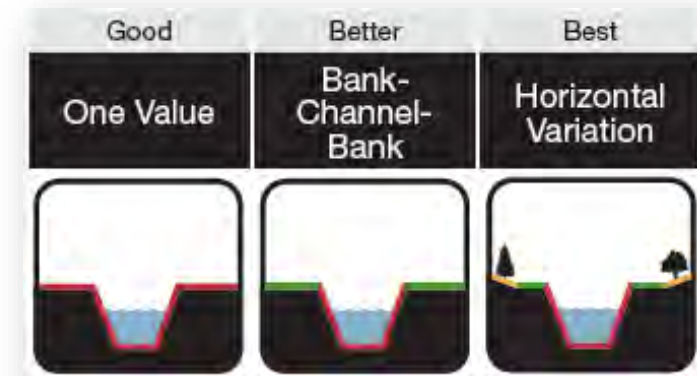 Good
Better
Best
One Value
Bank-
Channel-
Bank
Horizontal
Variation